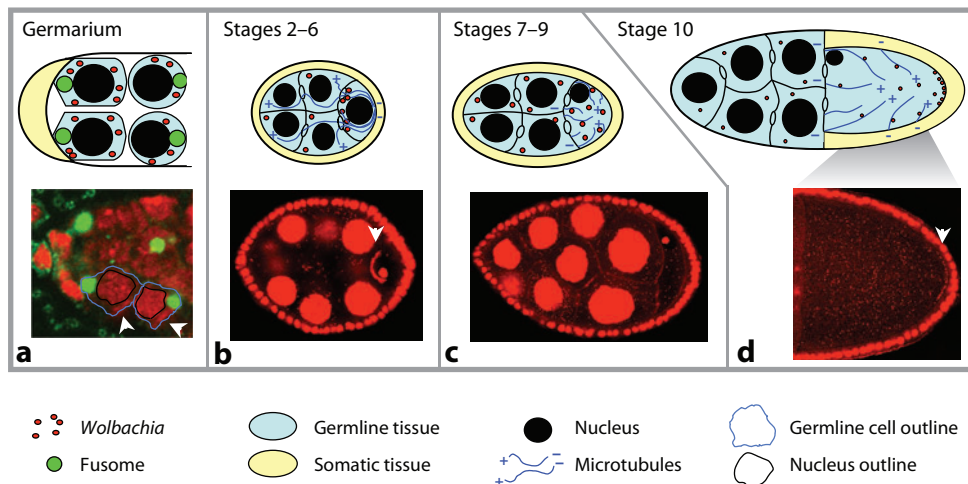 Germarium
Stages 2–6
Stages 7–9
Stage 10
a
b
c
d
Wolbachia
Fusome
Germline tissue
Somatic tissue
Nucleus
Microtubules
Germline cell outline
Nucleus outline